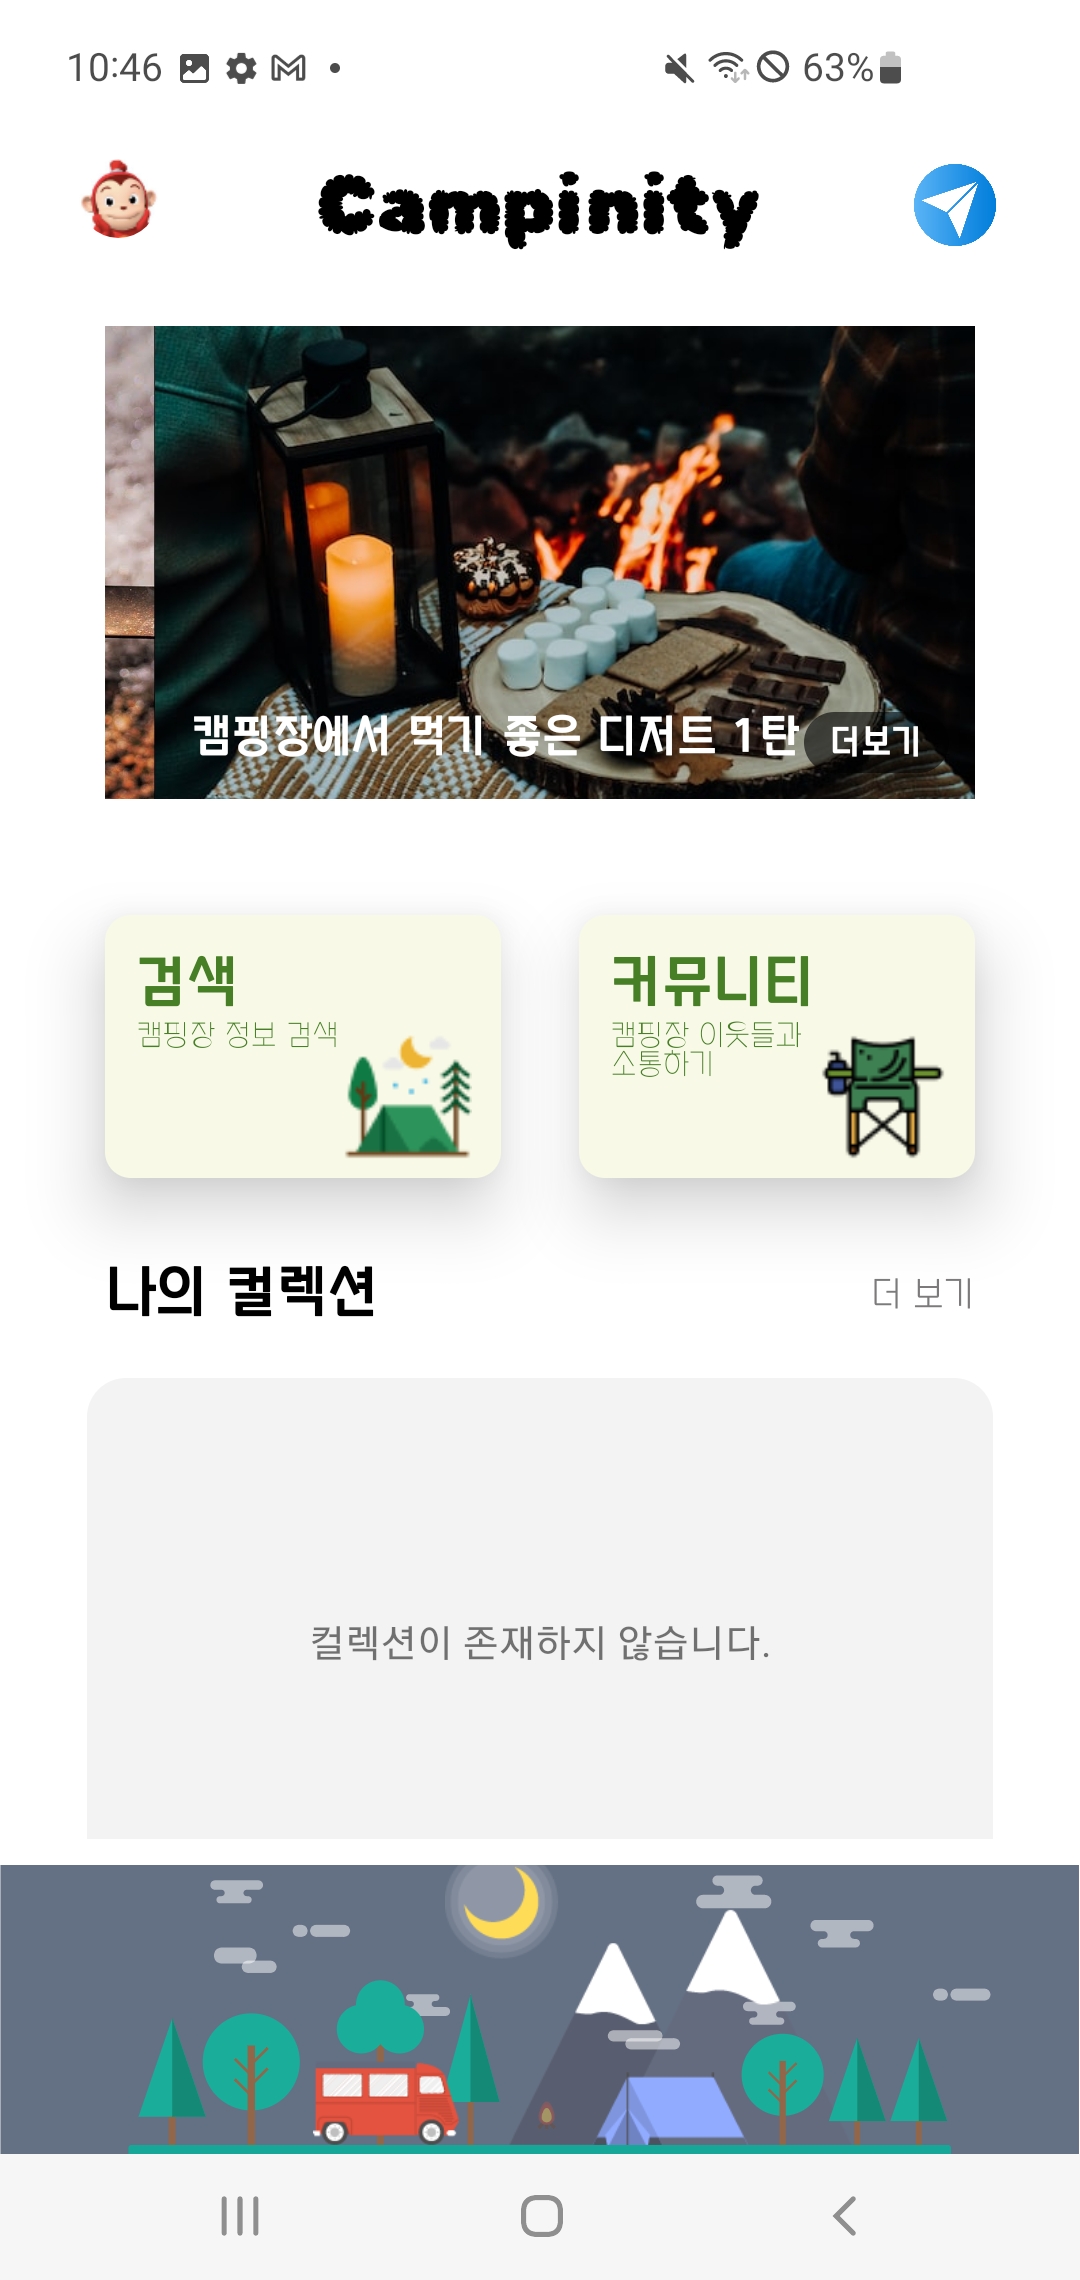 10:46
63%
Campinity
캠핑장에서 먹기 좋은 디저트 1탄
더보기
검색
캠핑장 정보 검색
커뮤니티
캠핑장 이웃들과
소통하기
나의 컬렉션
더 보기
컬렉션이 존재하지 않습니다.